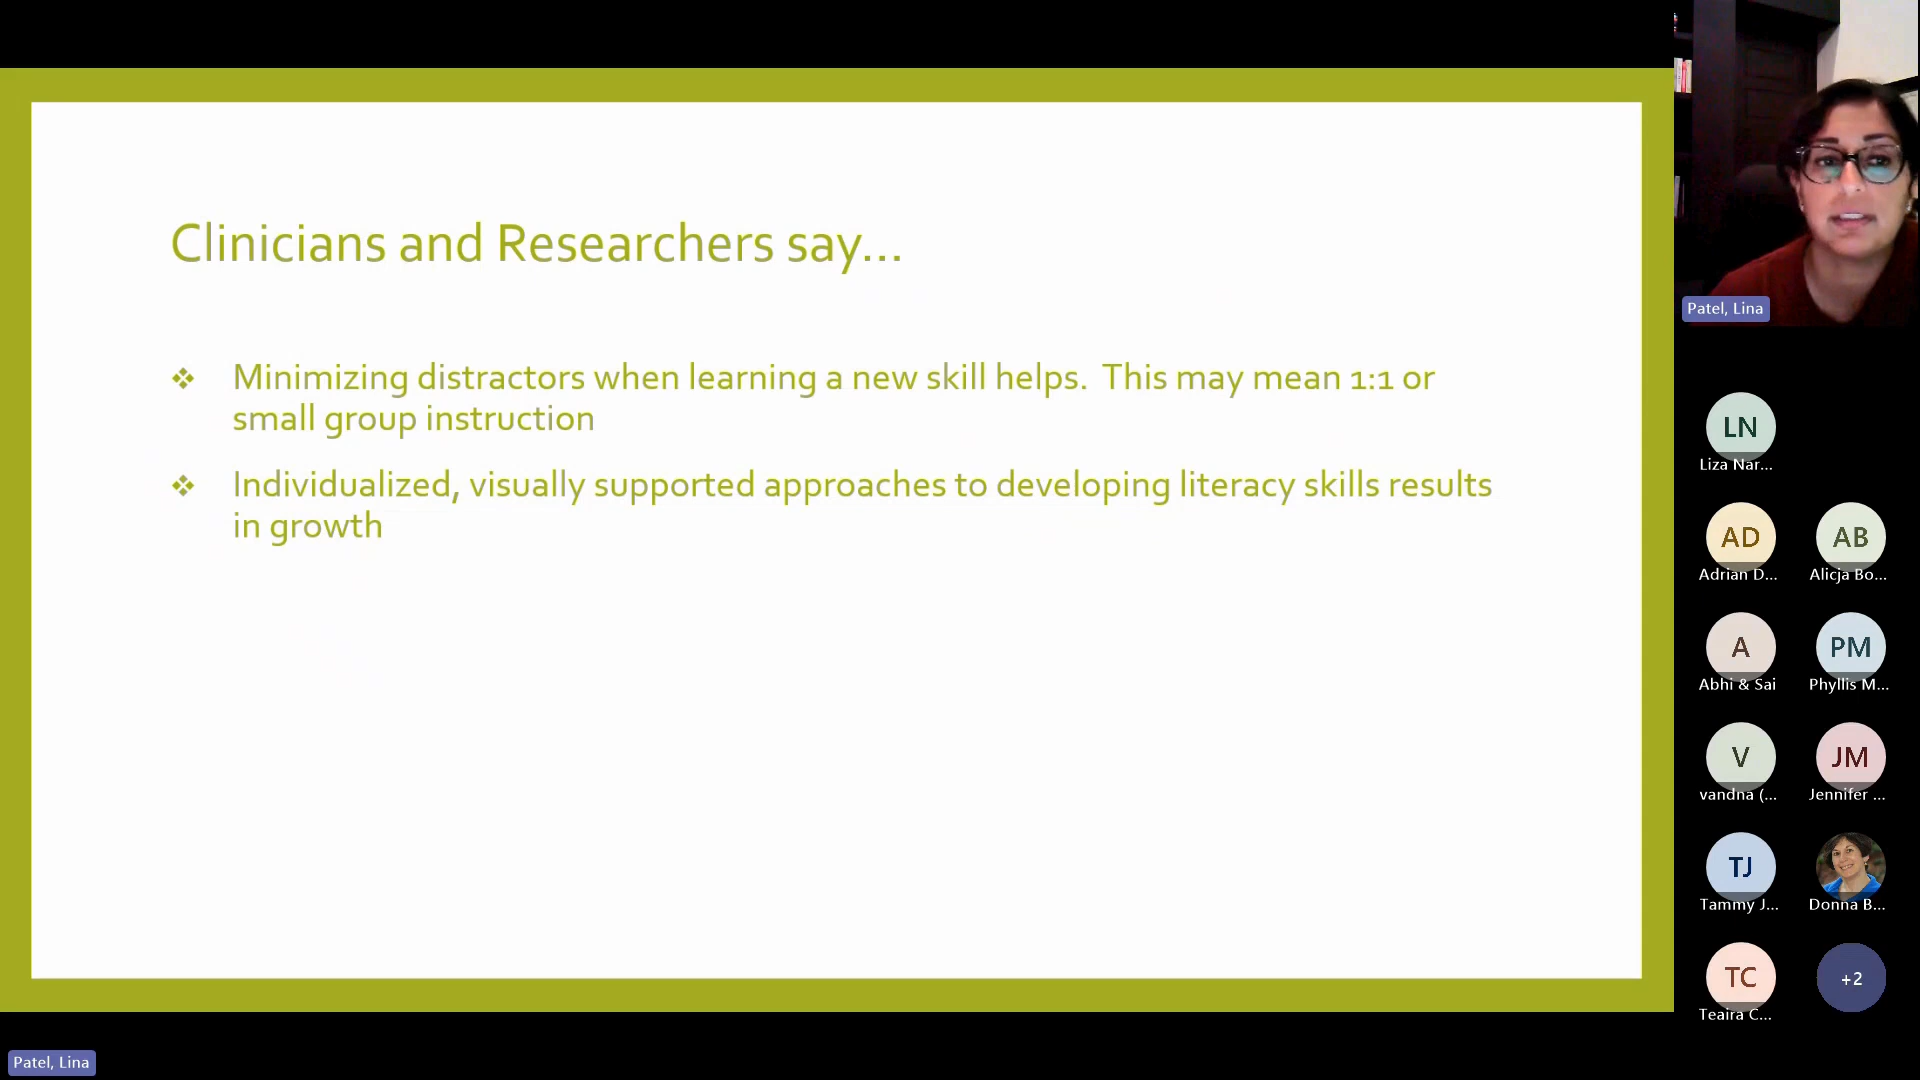 Clinicians and Researchers say...
❖ Minimizing distractors when learning a new skill helps.  This may mean 1:1 or
small group instruction
❖ Individualized, visually supported approaches to developing literacy skills results
in growth
Patel, Lina
LN
Liza Nar...
AD
Adrian D...
AB
Alicja Bo...
A
Abhi & Sai
PM
Phyllis M...
V
vandna (...
JM
Jennifer ...
TJ
Tammy J...
Donna B...
TC
Teaira C...
+2
Patel, Lina